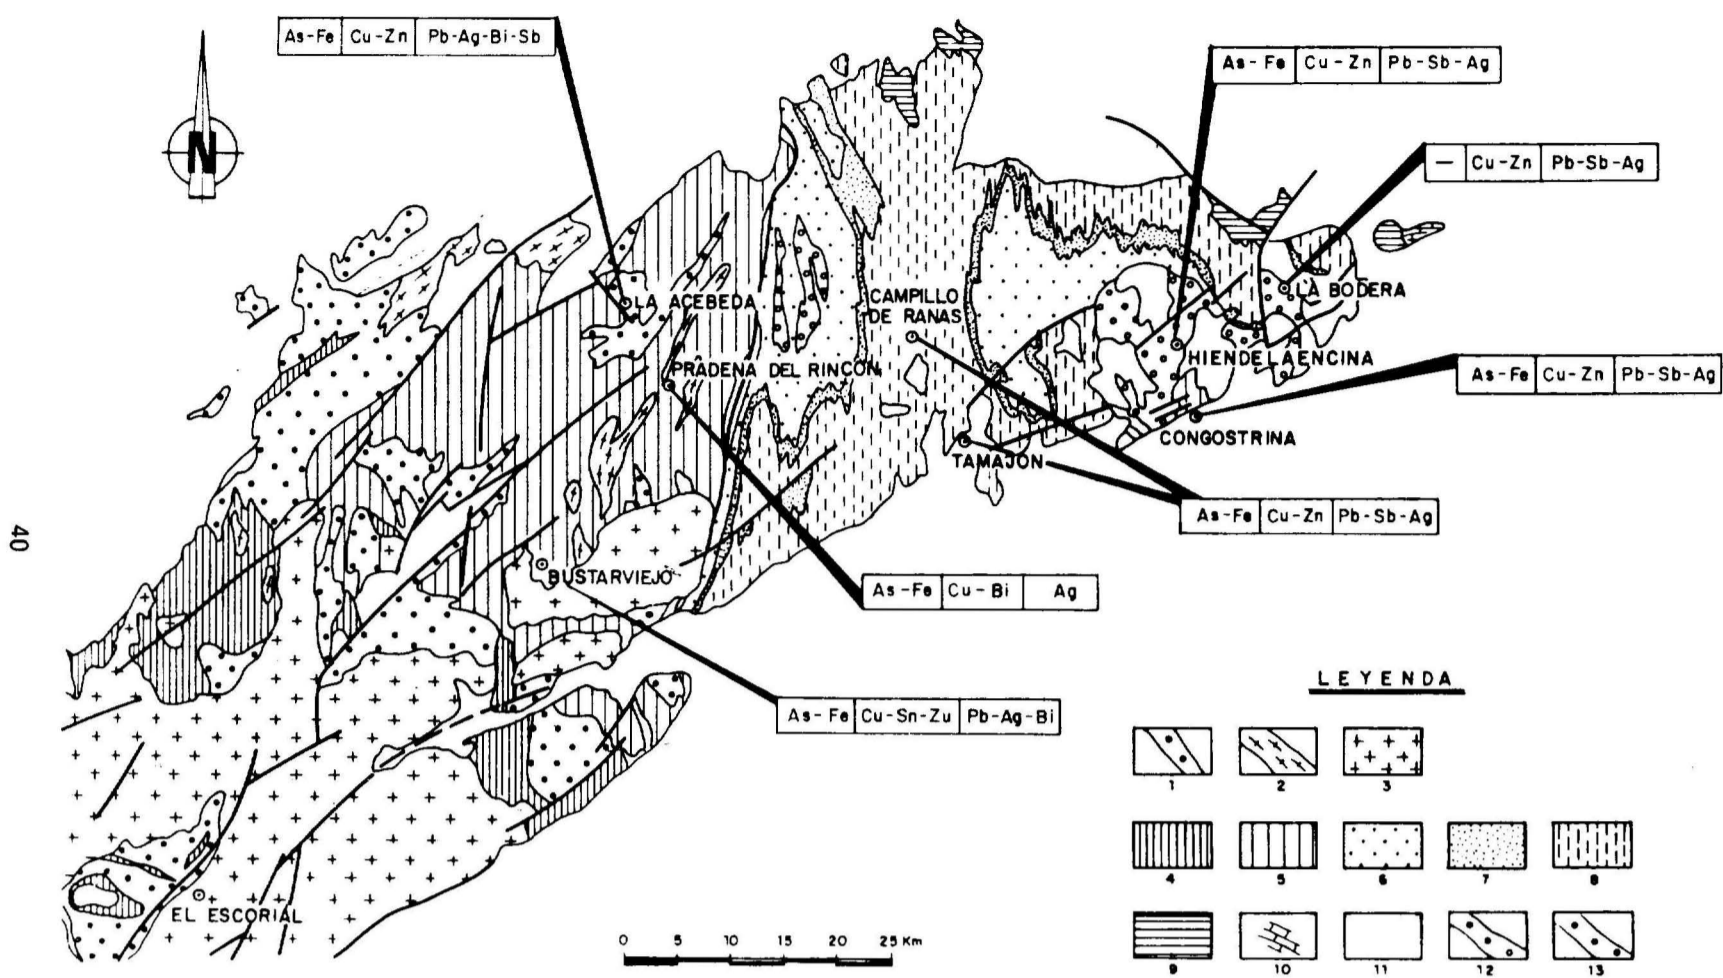 As-Fe Cu-Zn Pb-Ag-Bi-Sb
As-Fe Cu-Zn Pb-Sb-Ag
— Cu-Zn Pb-Sb-Ag
N
LA ACEBEDA
CAMPILLO
DE RANAS
LA BODERA
HIENDELAENCINA
PRADENA DEL RINCON
As-Fe Cu-Zn Pb-Sb-Ag
CONGOSTRINA
TAMAJON
As-Fe Cu-Zn Pb-Sb-Ag
40
BUSTARVIEJO
As-Fe Cu-Bi Ag
As-Fe Cu-Sn-Zu Pb-Ag-Bi
EL ESCORIAL
0 5 10 15 20 25 Km
LEYENDA
1 2 3
4 5 6 7 8
9 10 11 12 13